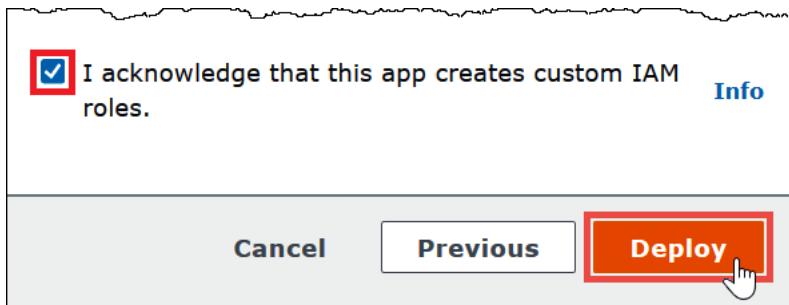 I acknowledge that this app creates custom IAM
roles.
Info
Cancel
Previous
Deploy